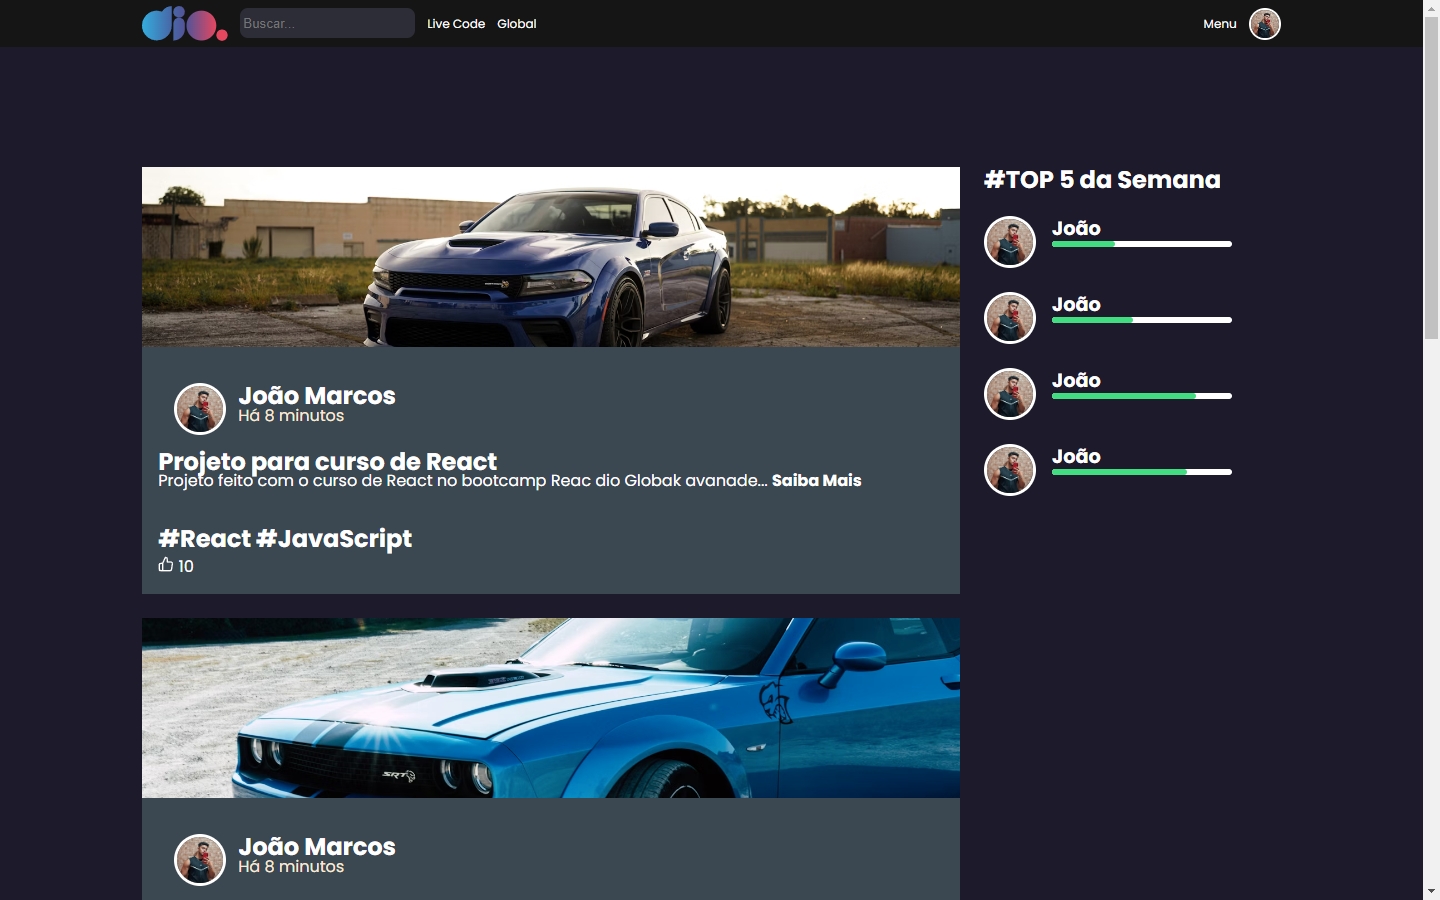 dio.
Buscar...
Live Code
Global
Menu
João Marcos
Há 8 minutos
Projeto para curso de React
Projeto feito com o curso de React no bootcamp Reac dio Globak avanade... Saiba Mais
#React #JavaScript
10
SRT
João Marcos
Há 8 minutos
#TOP 5 da Semana
João
João
João
João